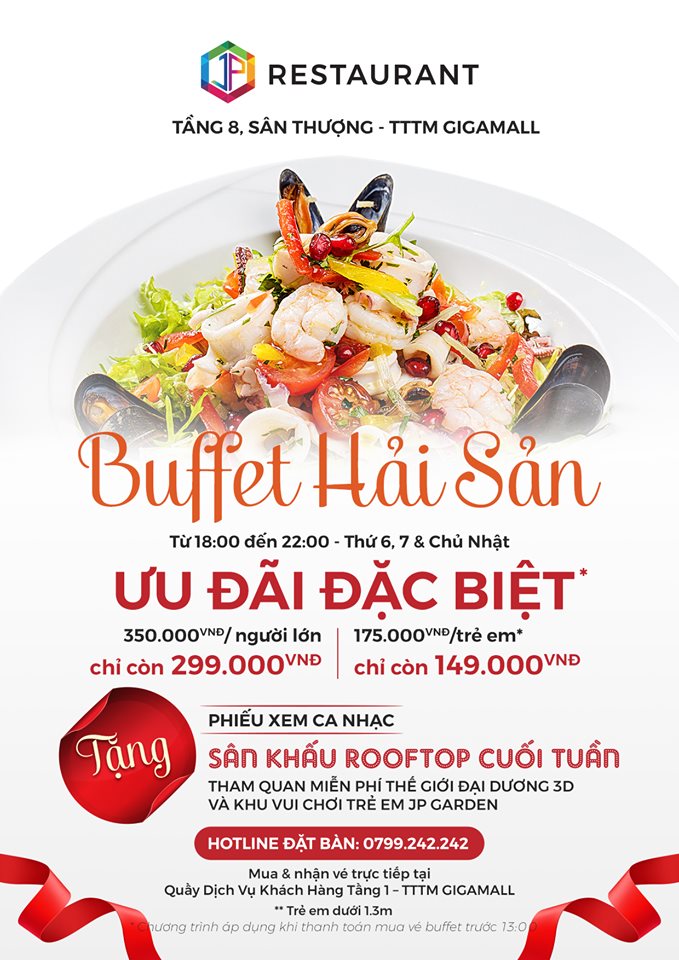 JP RESTAURANT
TẦNG 8, SÂN THƯỢNG - TTTM GIGAMALL
Buffet Hải Sản
Từ 18:00 đến 22:00 - Thứ 6, 7 & Chủ Nhật
ƯU ĐÃI ĐẶC BIỆT*
350.000VNĐ/ người lớn
chỉ còn 299.000VNĐ
175.000VNĐ/trẻ em*
chỉ còn 149.000VNĐ
Tặng
PHIẾU XEM CA NHẠC
SÂN KHẤU ROOFTOP CUỐI TUẦN
THAM QUAN MIỄN PHÍ THẾ GIỚI ĐẠI DƯƠNG 3D
VÀ KHU VUI CHƠI TRẺ EM JP GARDEN
HOTLINE ĐẶT BÀN: 0799.242.242
Mua & nhận vé trực tiếp tại
Quầy Dịch Vụ Khách Hàng Tầng 1 – TTTM GIGAMALL
** Trẻ em dưới 1.3m
* Chương trình áp dụng khi thanh toán mua vé buffet trước 13:00